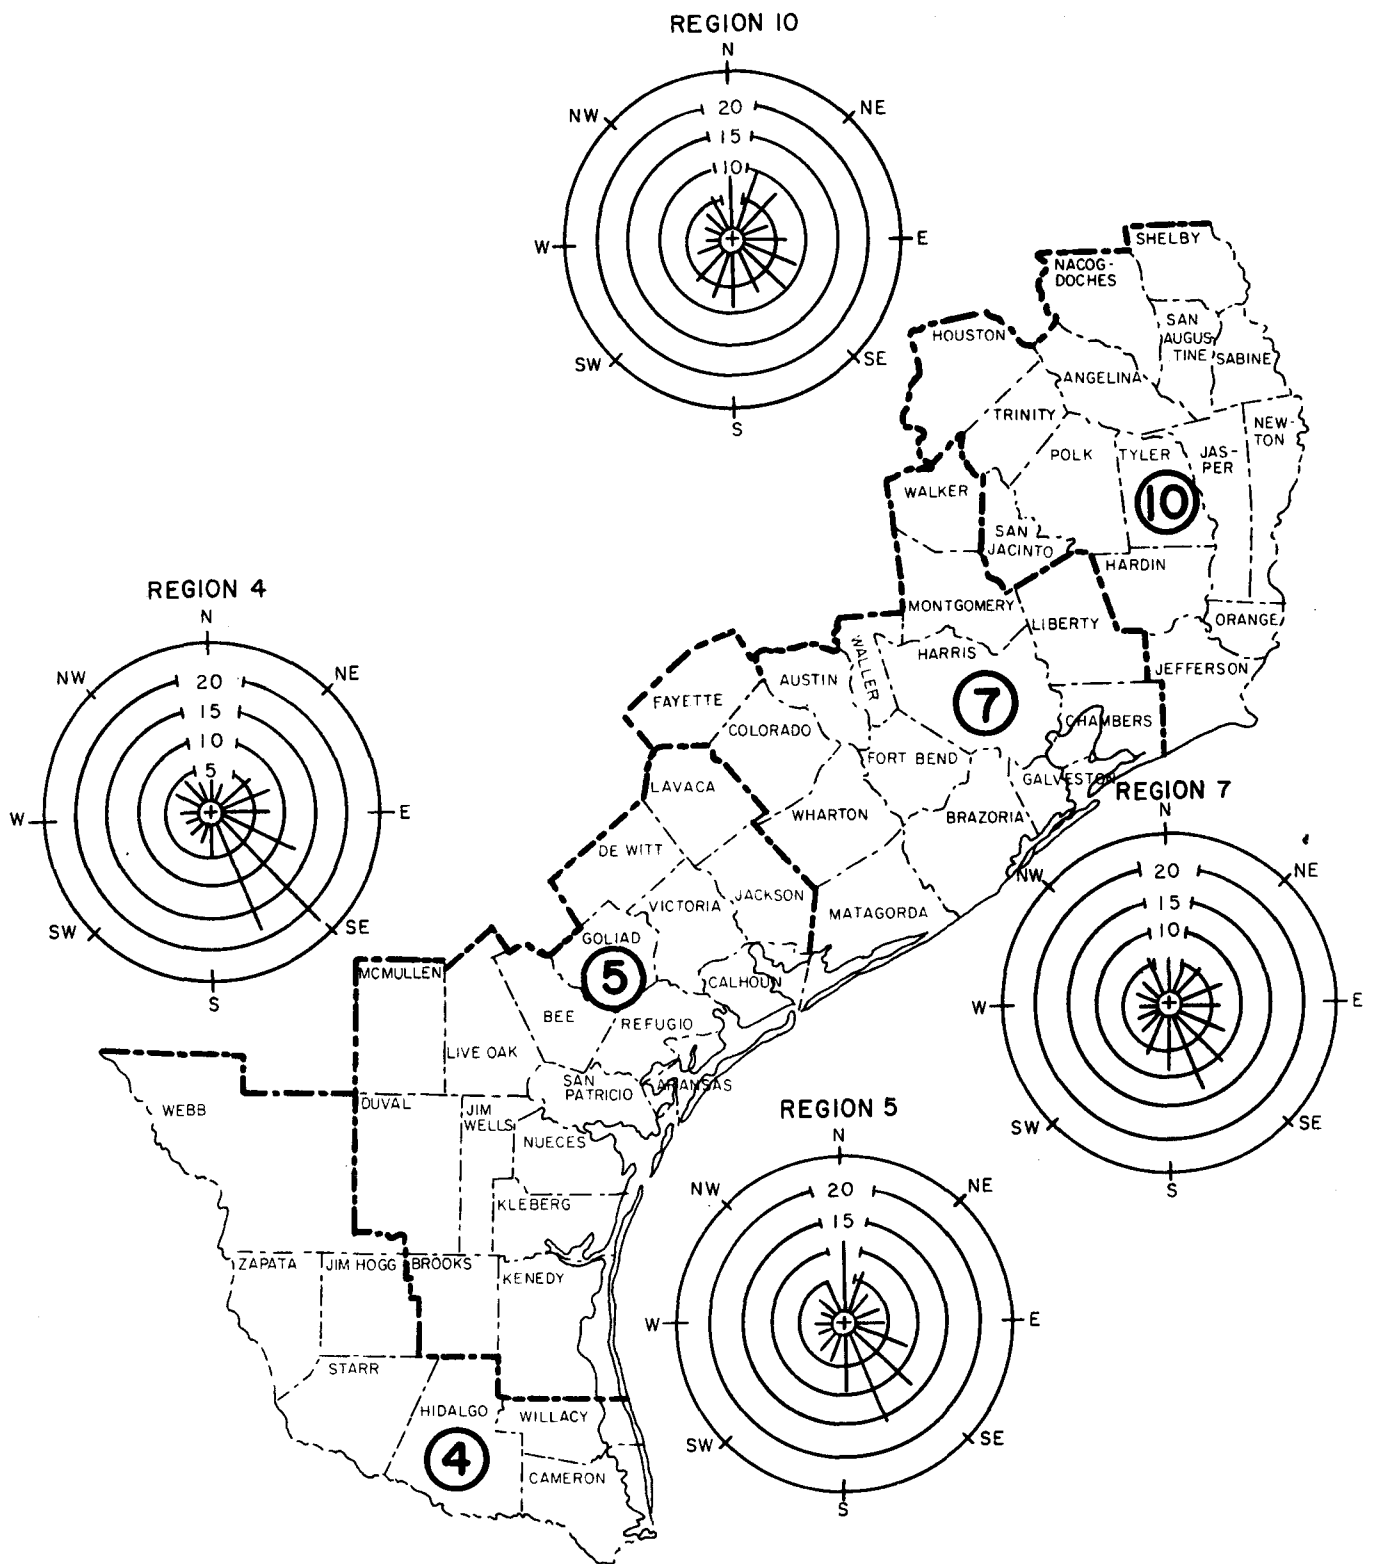 REGION 10
N
NW
20
NE
15
10
W
E
SW
SE
S
SHELBY
NACOG-
DOCHES
HOUSTON
SAN
AUGUS
TINE
SABINE
ANGELINA
TRINITY
NEW-
TON
POLK
TYLER
JAS-
PER
WALKER
10
SAN
JACINTO
HARDIN
MONTGOMERY
LIBERTY
ORANGE
HARRIS
WALLER
JEFFERSON
AUSTIN
FAYETTE
7
CHAMBERS
COLORADO
FORT BEND
GALVESTON
LAVACA
WHARTON
BRAZORIA
DE WITT
JACKSON
VICTORIA
MATAGORDA
GOLIAD
5
CALHOUN
MCMULLEN
BEE
REFUGIO
LIVE OAK
SAN
PATRICIO
ARANSAS
WEBB
DUVAL
JIM
WELLS
NUECES
KLEBERG
ZAPATA
JIM HOGG
BROOKS
KENEDY
STARR
HIDALGO
WILLACY
4
CAMERON
REGION 4
N
NW
20
NE
15
10
5
W
E
SW
SE
S
REGION 7
N
NW
20
NE
15
10
W
E
SW
SE
S
REGION 5
N
NW
20
NE
15
W
E
SW
SE
S